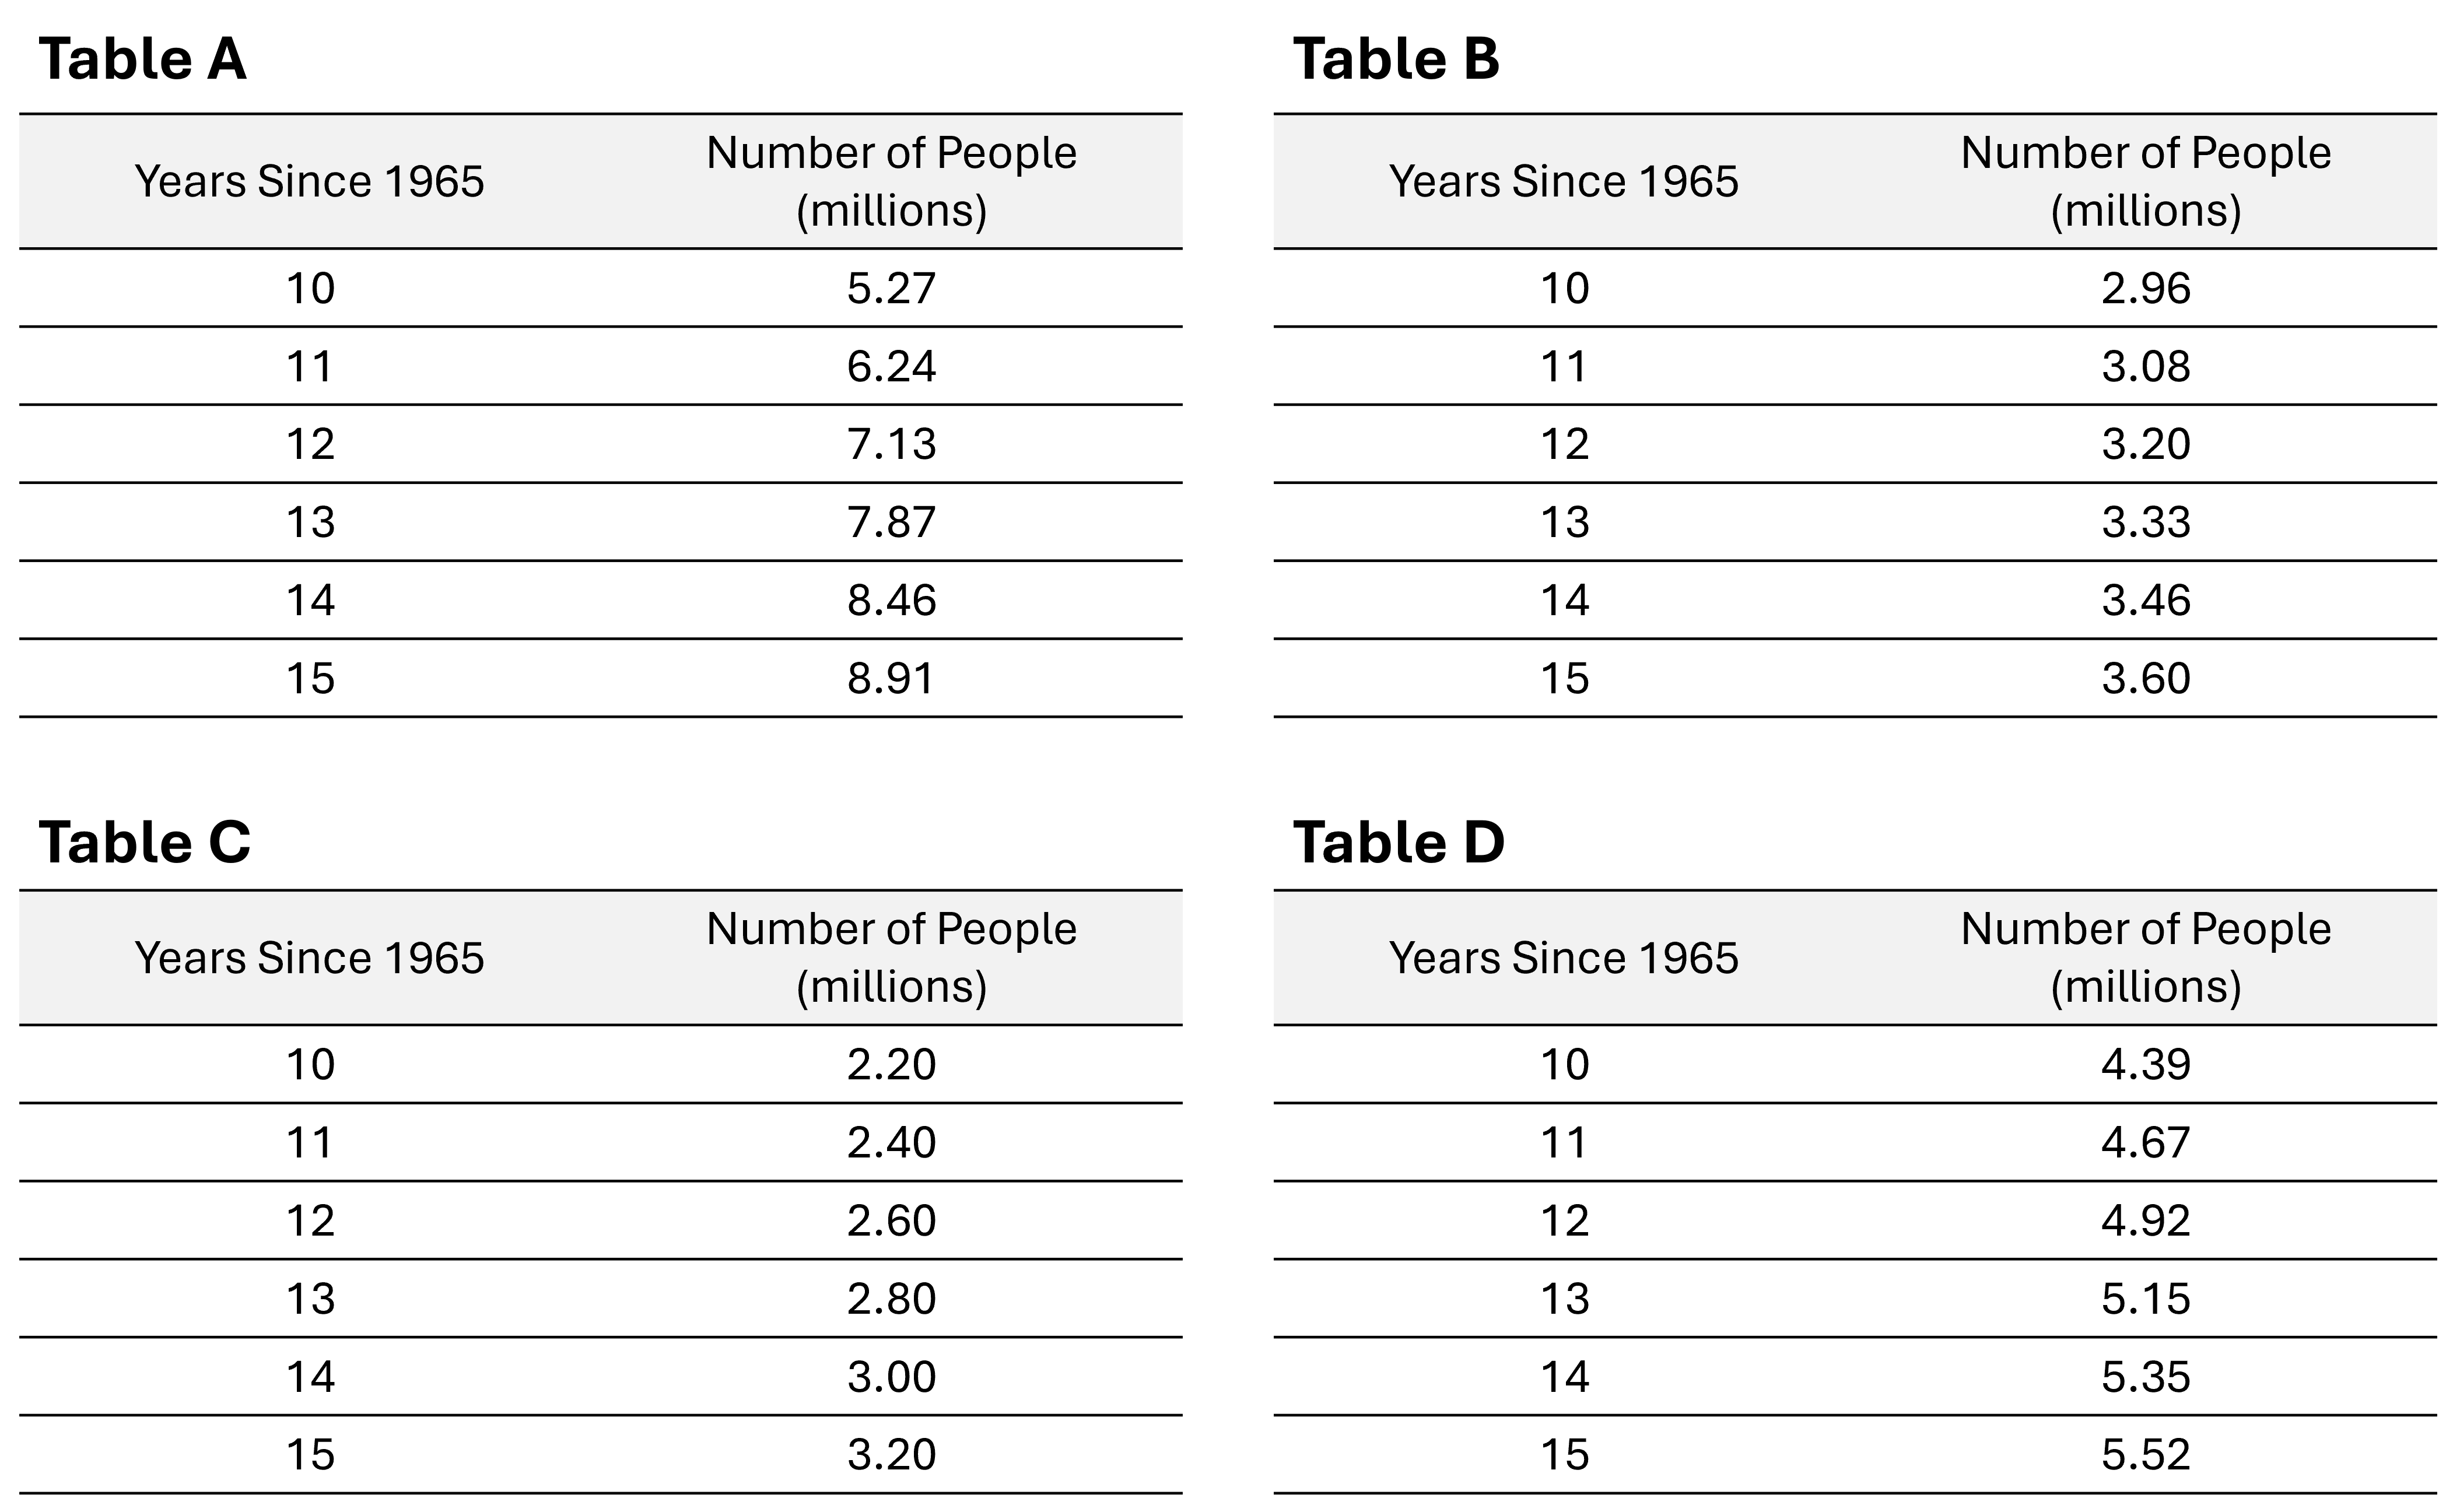 Table A
Years Since 1965 Number of People
(millions)
10 5.27
11 6.24
12 7.13
13 7.87
14 8.46
15 8.91
Table B
Years Since 1965 Number of People
(millions)
10 2.96
11 3.08
12 3.20
13 3.33
14 3.46
15 3.60
Table C
Years Since 1965 Number of People
(millions)
10 2.20
11 2.40
12 2.60
13 2.80
14 3.00
15 3.20
Table D
Years Since 1965 Number of People
(millions)
10 4.39
11 4.67
12 4.92
13 5.15
14 5.35
15 5.52